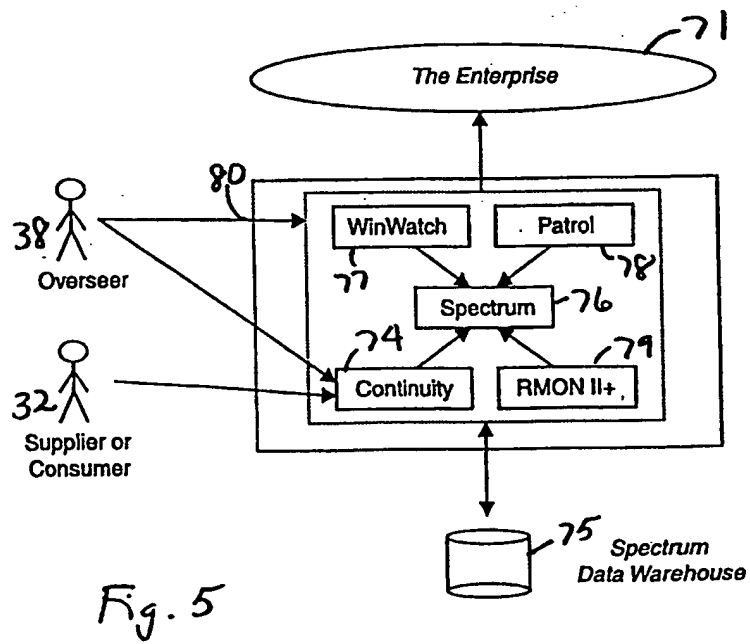 71
The Enterprise
80
38
Overseer
WinWatch
77
Patrol
78
Spectrum
76
74
Continuity
79
RMON II+
32
Supplier or
Consumer
75
Spectrum
Data Warehouse
Fig. 5